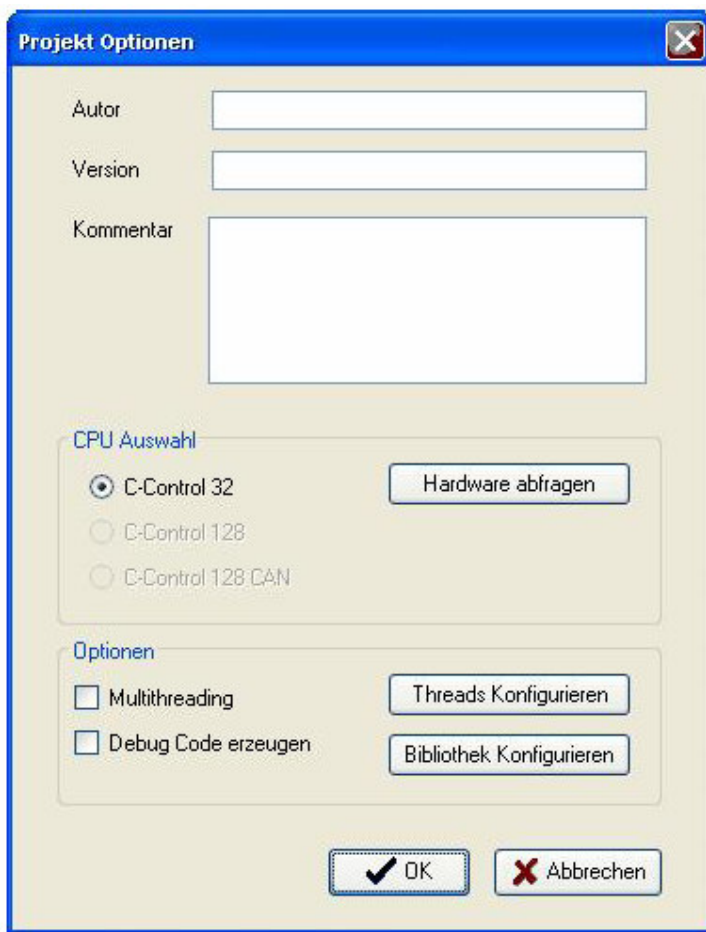 Projekt Optionen
Autor
Version
Kommentar
CPU Auswahl
C-Control 32
Hardware abfragen
C-Control 128
C-Control 128 CAN
Optionen
Multithreading
Threads Konfigurieren
Debug Code erzeugen
Bibliothek Konfigurieren
OK
Abbrechen